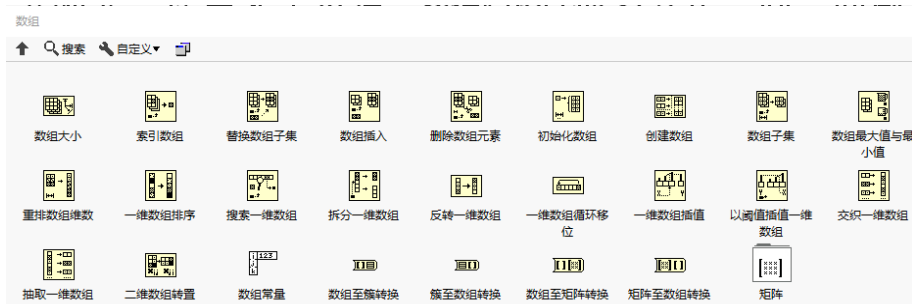 数组
搜索 自定义▼
数组大小 索引数组 替换数组子集 数组插入 删除数组元素 初始化数组 创建数组 数组子集 数组最大值与最
小值
重排数组维数 一维数组排序 搜索一维数组 拆分一维数组 反转一维数组 一维数组循环移 一维数组插值 以阈值插值一维 交织一维数组
位 数组
123
抽取一维数组 二维数组转置 数组常量 数组至簇转换 簇至数组转换 数组至矩阵转换 矩阵至数组转换 矩阵